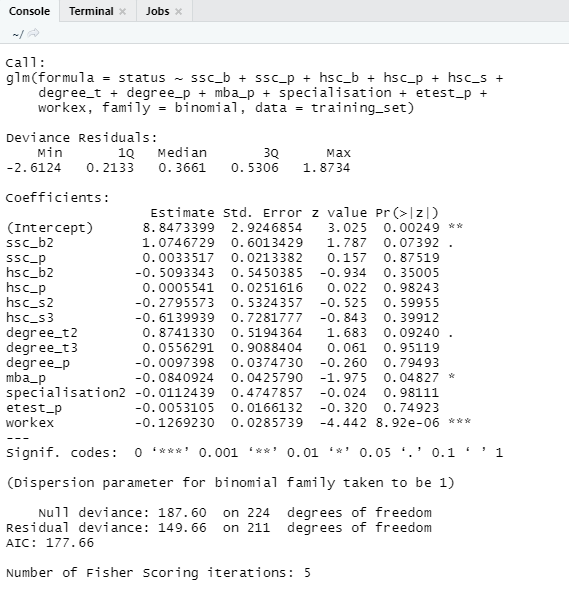 Console Terminal × Jobs ×
~/
Call:
glm(formula = status ~ ssc_b + ssc_p + hsc_b + hsc_p + hsc_s +
    degree_t + degree_p + mba_p + specialisation + etest_p +
    workex, family = binomial, data = training_set)

Deviance Residuals:
    Min      1Q  Median      3Q     Max
-2.6124  0.2133  0.3661  0.5306  1.8734

Coefficients:
                  Estimate Std. Error z value Pr(>|z|)
(Intercept)      8.8473399  2.9246854   3.025  0.00249 **
ssc_b2           1.0746729  0.6013429   1.787  0.07392 .
ssc_p            0.0033517  0.0213382   0.157  0.87519
hsc_b2          -0.5093343  0.5450385  -0.934  0.35005
hsc_p            0.0005541  0.0251616   0.022  0.98243
hsc_s2          -0.2795573  0.5324357  -0.525  0.59955
hsc_s3          -0.6139939  0.7281777  -0.843  0.39912
degree_t2        0.8741330  0.5194364   1.683  0.09240 .
degree_t3        0.0556291  0.9088404   0.061  0.95119
degree_p        -0.0097398  0.0374730  -0.260  0.79493
mba_p           -0.0840924  0.0425790  -1.975  0.04827 *
specialisation2 -0.0112439  0.4747857  -0.024  0.98111
etest_p         -0.0053105  0.0166132  -0.320  0.74923
workex          -0.1269230  0.0285739  -4.442 8.92e-06 ***
---
Signif. codes:  0 ‘***’ 0.001 ‘**’ 0.01 ‘*’ 0.05 ‘.’ 0.1 ‘ ’ 1

(Dispersion parameter for binomial family taken to be 1)

    Null deviance: 187.60  on 224  degrees of freedom
Residual deviance: 149.66  on 211  degrees of freedom
AIC: 177.66

Number of Fisher Scoring iterations: 5